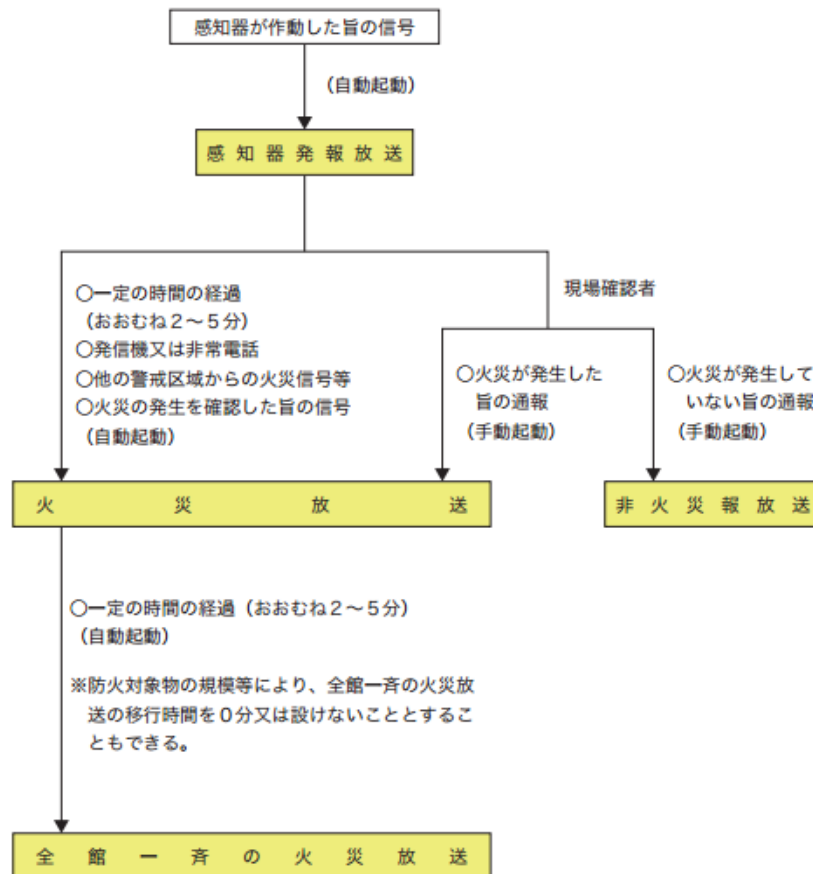 感知器が作動した旨の信号
（自動起動）
感知器発報放送
○一定の時間の経過
（おおむね２〜５分）
○発信機又は非常電話
○他の警戒区域からの火災信号等
○火災の発生を確認した旨の信号
（自動起動）
現場確認者
○火災が発生した
旨の通報
（手動起動）
○火災が発生して
いない旨の通報
（手動起動）
火災放送
非火災報放送
○一定の時間の経過（おおむね２〜５分）
（自動起動）
※防火対象物の規模等により、全館一斉の火災放
送の移行時間を０分又は設けないこととするこ
ともできる。
全館一斉の火災放送